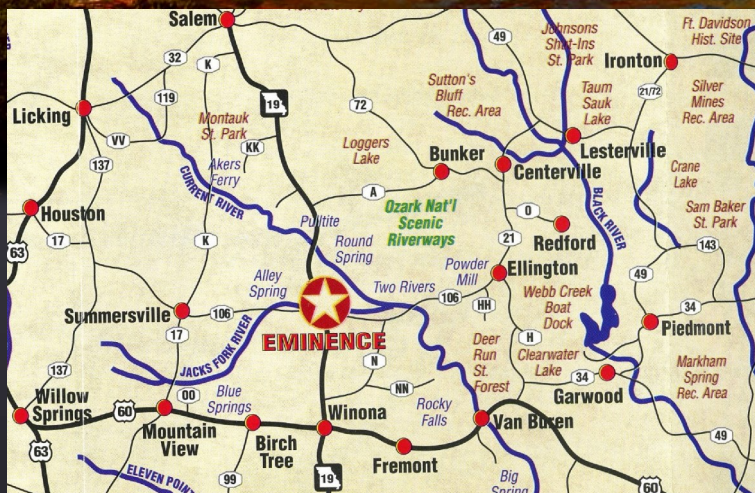 Salem
49
Johnsons
Shut-Ins
St. Park
Ft. Davidson
Hist. Site
32
K
Ironton
119
19
72
Sutton's
Bluff
Rec. Area
Taum
Sauk
Lake
21/72
Silver
Mines
Rec. Area
Licking
Montauk
St. Park
VV
KK
Loggers
Lake
Bunker
Lesterville
Centerville
137
Akers
Ferry
CURRENT RIVER
A
Crane
Lake
Houston
Pulltite
Ozark Nat'l
Scenic
Riverways
O
Redford
BLACK RIVER
Sam Baker
St. Park
63
17
K
Round
Spring
21
143
Alley
Spring
Two Rivers
Powder
Mill
Ellington
49
Summersville
106
106
HH
Webb Creek
Boat
Dock
34
EMINENCE
17
JACKS FORK RIVER
Deer
Run
St.
Forest
H
Piedmont
Clearwater
Lake
137
N
34
Garwood
Markham
Spring
Rec. Area
NN
Willow
Springs
OO
Blue
Springs
Rocky
Falls
60
Mountain
View
Birch
Tree
Winona
Van Buren
49
63
Fremont
ELEVEN POINT
99
19
Big
Spring
60